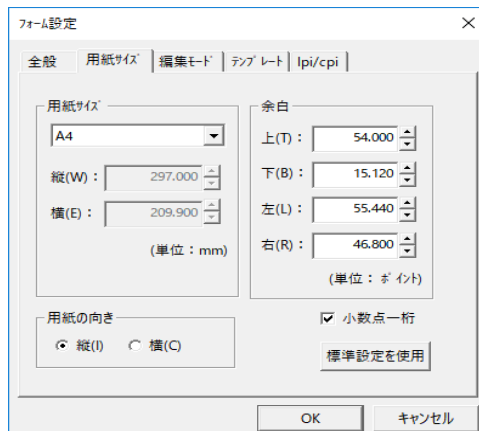 フォーム設定
全般 用紙サイズ 編集モード テンプレート lpi/cpi
用紙サイズ
A4
縦(W)： 297.000
横(E)： 209.900
(単位：mm)
余白
上(T)： 54.000
下(B)： 15.120
左(L)： 55.440
右(R)： 46.800
(単位：ポイント)
用紙の向き
縦(I) 横(C)
小数点一桁
標準設定を使用
OK キャンセル